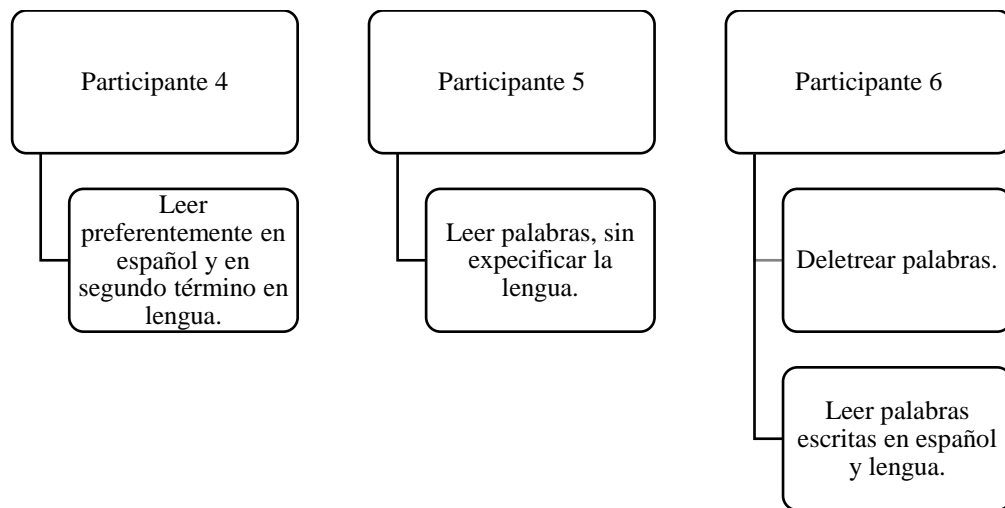 Participante 4
Leer
preferentemente en
español y en
segundo término en
lengua.
Participante 5
Leer palabras, sin
expecificar la
lengua.
Participante 6
Deletrear palabras.
Leer palabras
escritas en español
y lengua.